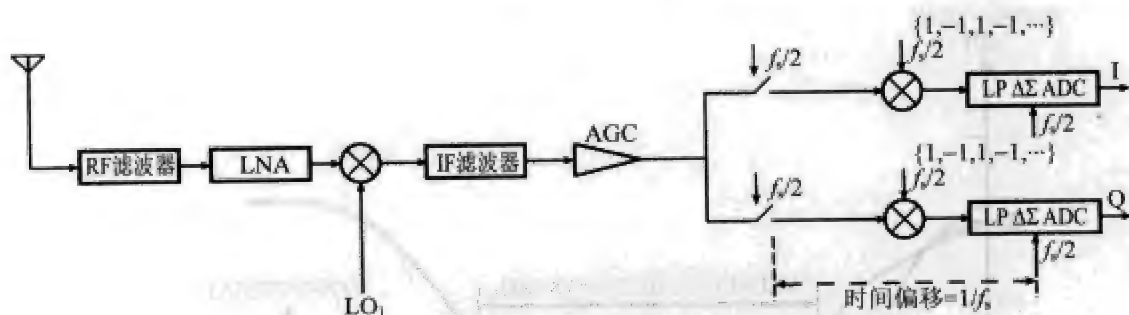 {1,-1,1,-1,···}
fs/2
fs/2
LP ΔΣ ADC
I
fs/2
AGC
RF滤波器
LNA
IF滤波器
{1,-1,1,-1,···}
fs/2
fs/2
LP ΔΣ ADC
Q
fs/2
时间偏移=1/fs
LO1